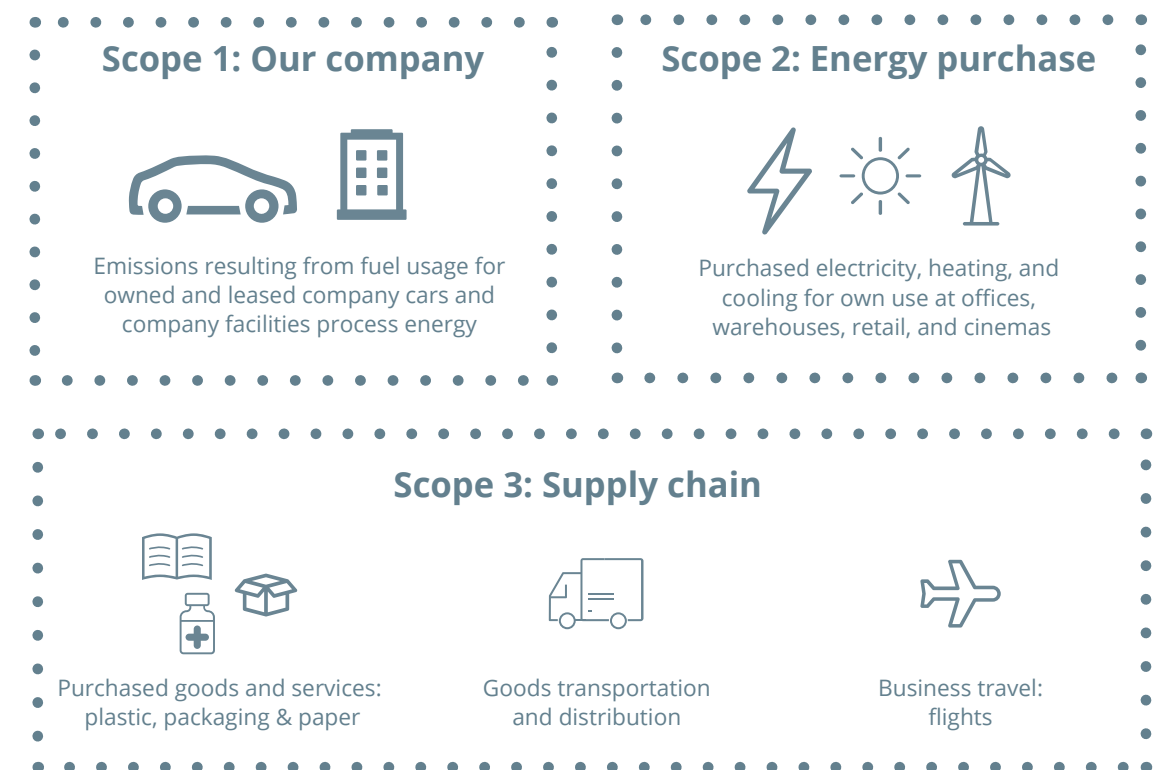 Scope 1: Our company
Emissions resulting from fuel usage for
owned and leased company cars and
company facilities process energy
Scope 2: Energy purchase
Purchased electricity, heating, and
cooling for own use at offices,
warehouses, retail, and cinemas
Scope 3: Supply chain
Purchased goods and services:
plastic, packaging & paper
Goods transportation
and distribution
Business travel:
flights